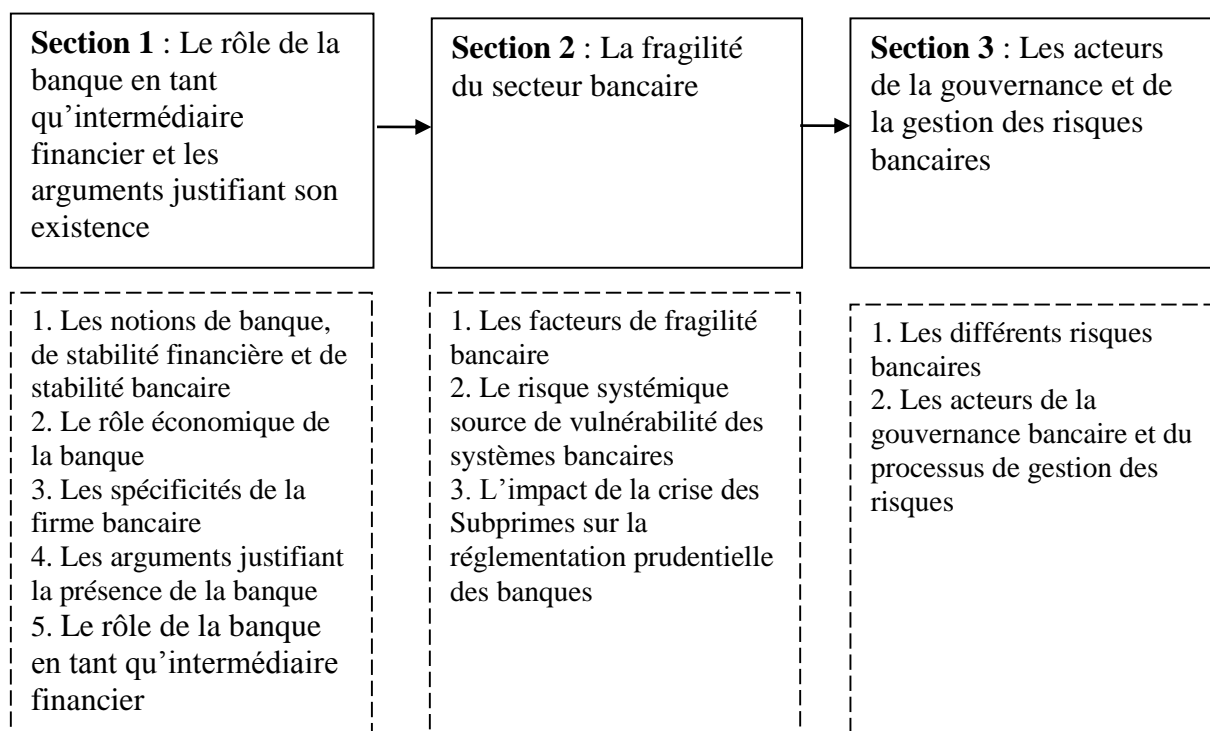 Section 1 : Le rôle de la
banque en tant
qu’intermédiaire
financier et les
arguments justifiant son
existence
Section 2 : La fragilité
du secteur bancaire
Section 3 : Les acteurs
de la gouvernance et de
la gestion des risques
bancaires
1. Les notions de banque,
de stabilité financière et de
stabilité bancaire
2. Le rôle économique de
la banque
3. Les spécificités de la
firme bancaire
4. Les arguments justifiant
la présence de la banque
5. Le rôle de la banque
en tant qu’intermédiaire
financier
1. Les facteurs de fragilité
bancaire
2. Le risque systémique
source de vulnérabilité des
systèmes bancaires
3. L’impact de la crise des
Subprimes sur la
réglementation prudentielle
des banques
1. Les différents risques
bancaires
2. Les acteurs de la
gouvernance bancaire et du
processus de gestion des
risques